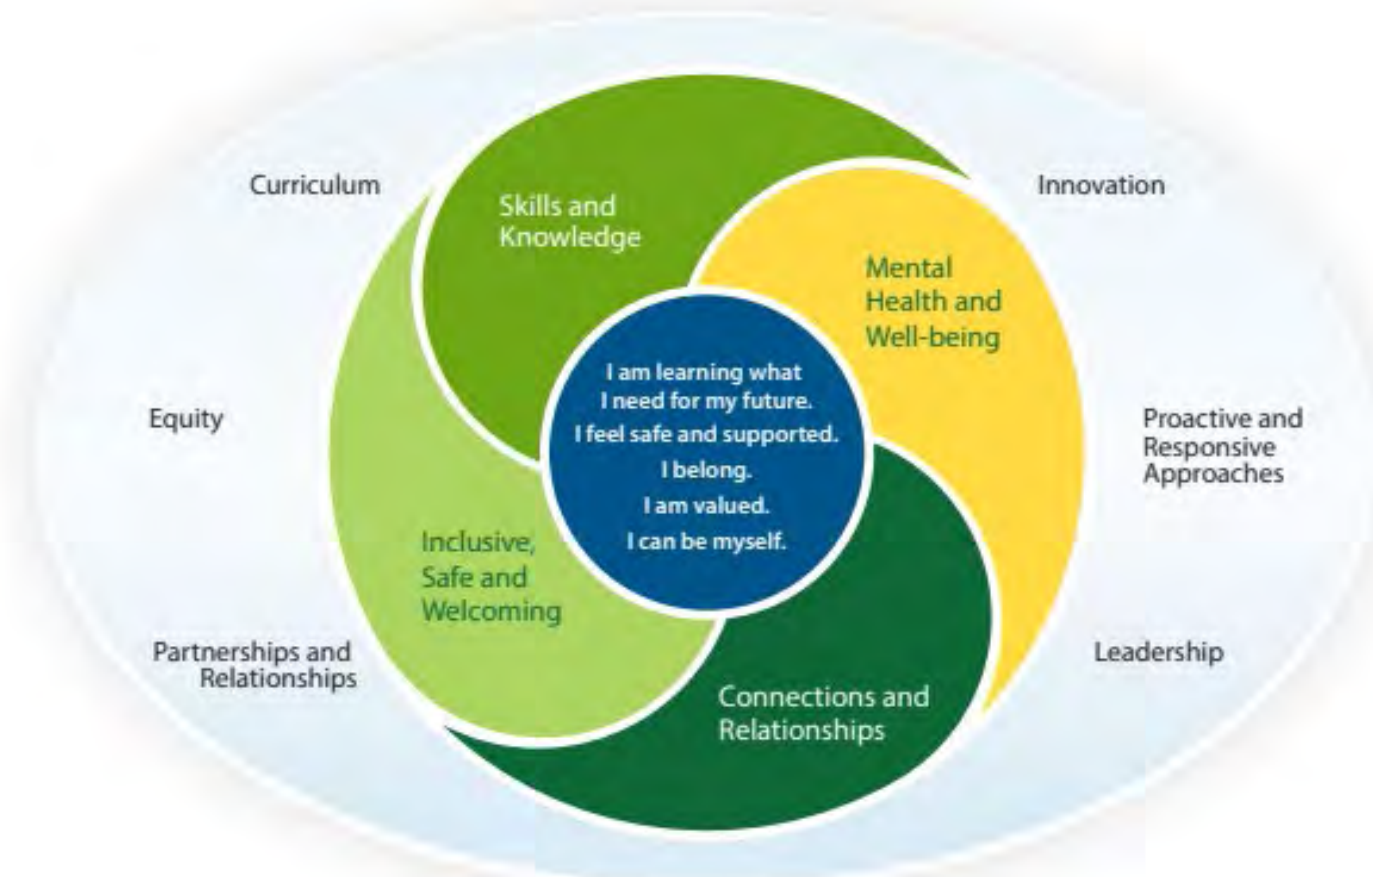 Curriculum
Innovation
Skills and
Knowledge
Mental
Health and
Well-being
I am learning what
I need for my future.
I feel safe and supported.
I belong.
I am valued.
I can be myself.
Equity
Proactive and
Responsive
Approaches
Inclusive,
Safe and
Welcoming
Partnerships and
Relationships
Leadership
Connections and
Relationships